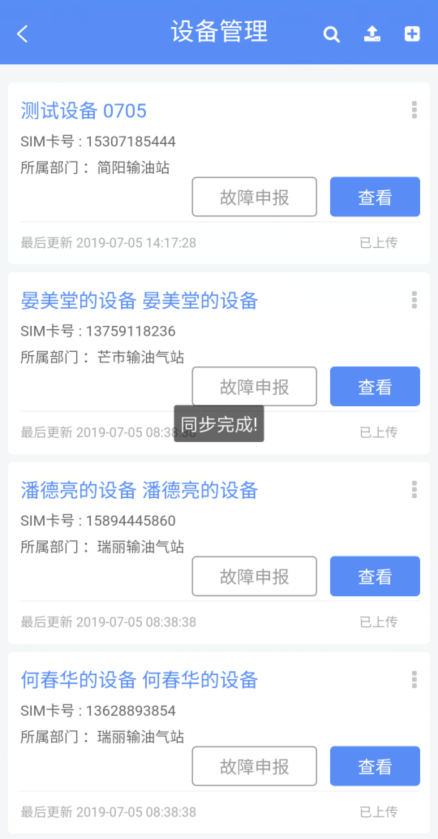 设备管理
测试设备 0705
SIM卡号 : 15307185444
所属部门 : 简阳输油站
故障申报
查看
最后更新 2019-07-05 14:17:28
已上传
晏美堂的设备 晏美堂的设备
SIM卡号 : 13759118236
所属部门 : 芒市输油气站
故障申报
查看
同步完成!
最后更新 2019-07-05 08:38
已上传
潘德亮的设备 潘德亮的设备
SIM卡号 : 15894445860
所属部门 : 瑞丽输油气站
故障申报
查看
最后更新 2019-07-05 08:38:38
已上传
何春华的设备 何春华的设备
SIM卡号 : 13628893854
所属部门 : 瑞丽输油气站
故障申报
查看
最后更新 2019-07-05 08:38:38
已上传